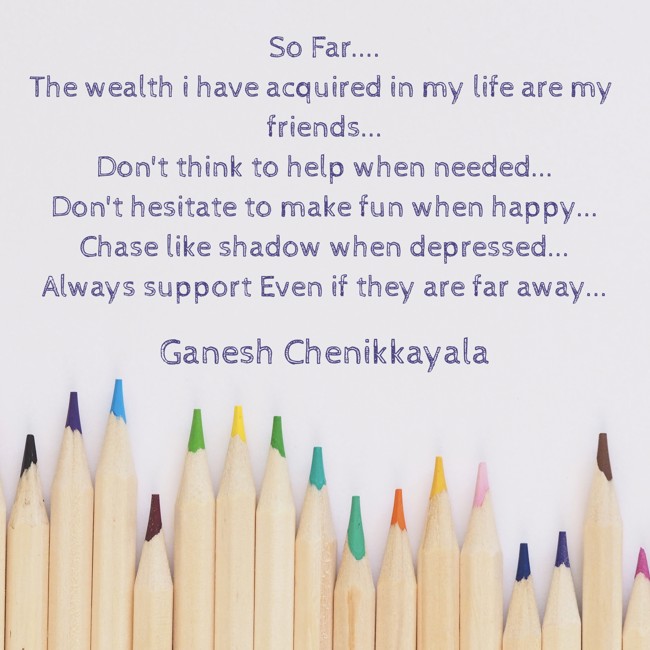 So Far....
The wealth i have acquired in my life are my
friends...
Don't think to help when needed...
Don't hesitate to make fun when happy...
Chase like shadow when depressed...
Always support Even if they are far away...
Ganesh Chenikkayala